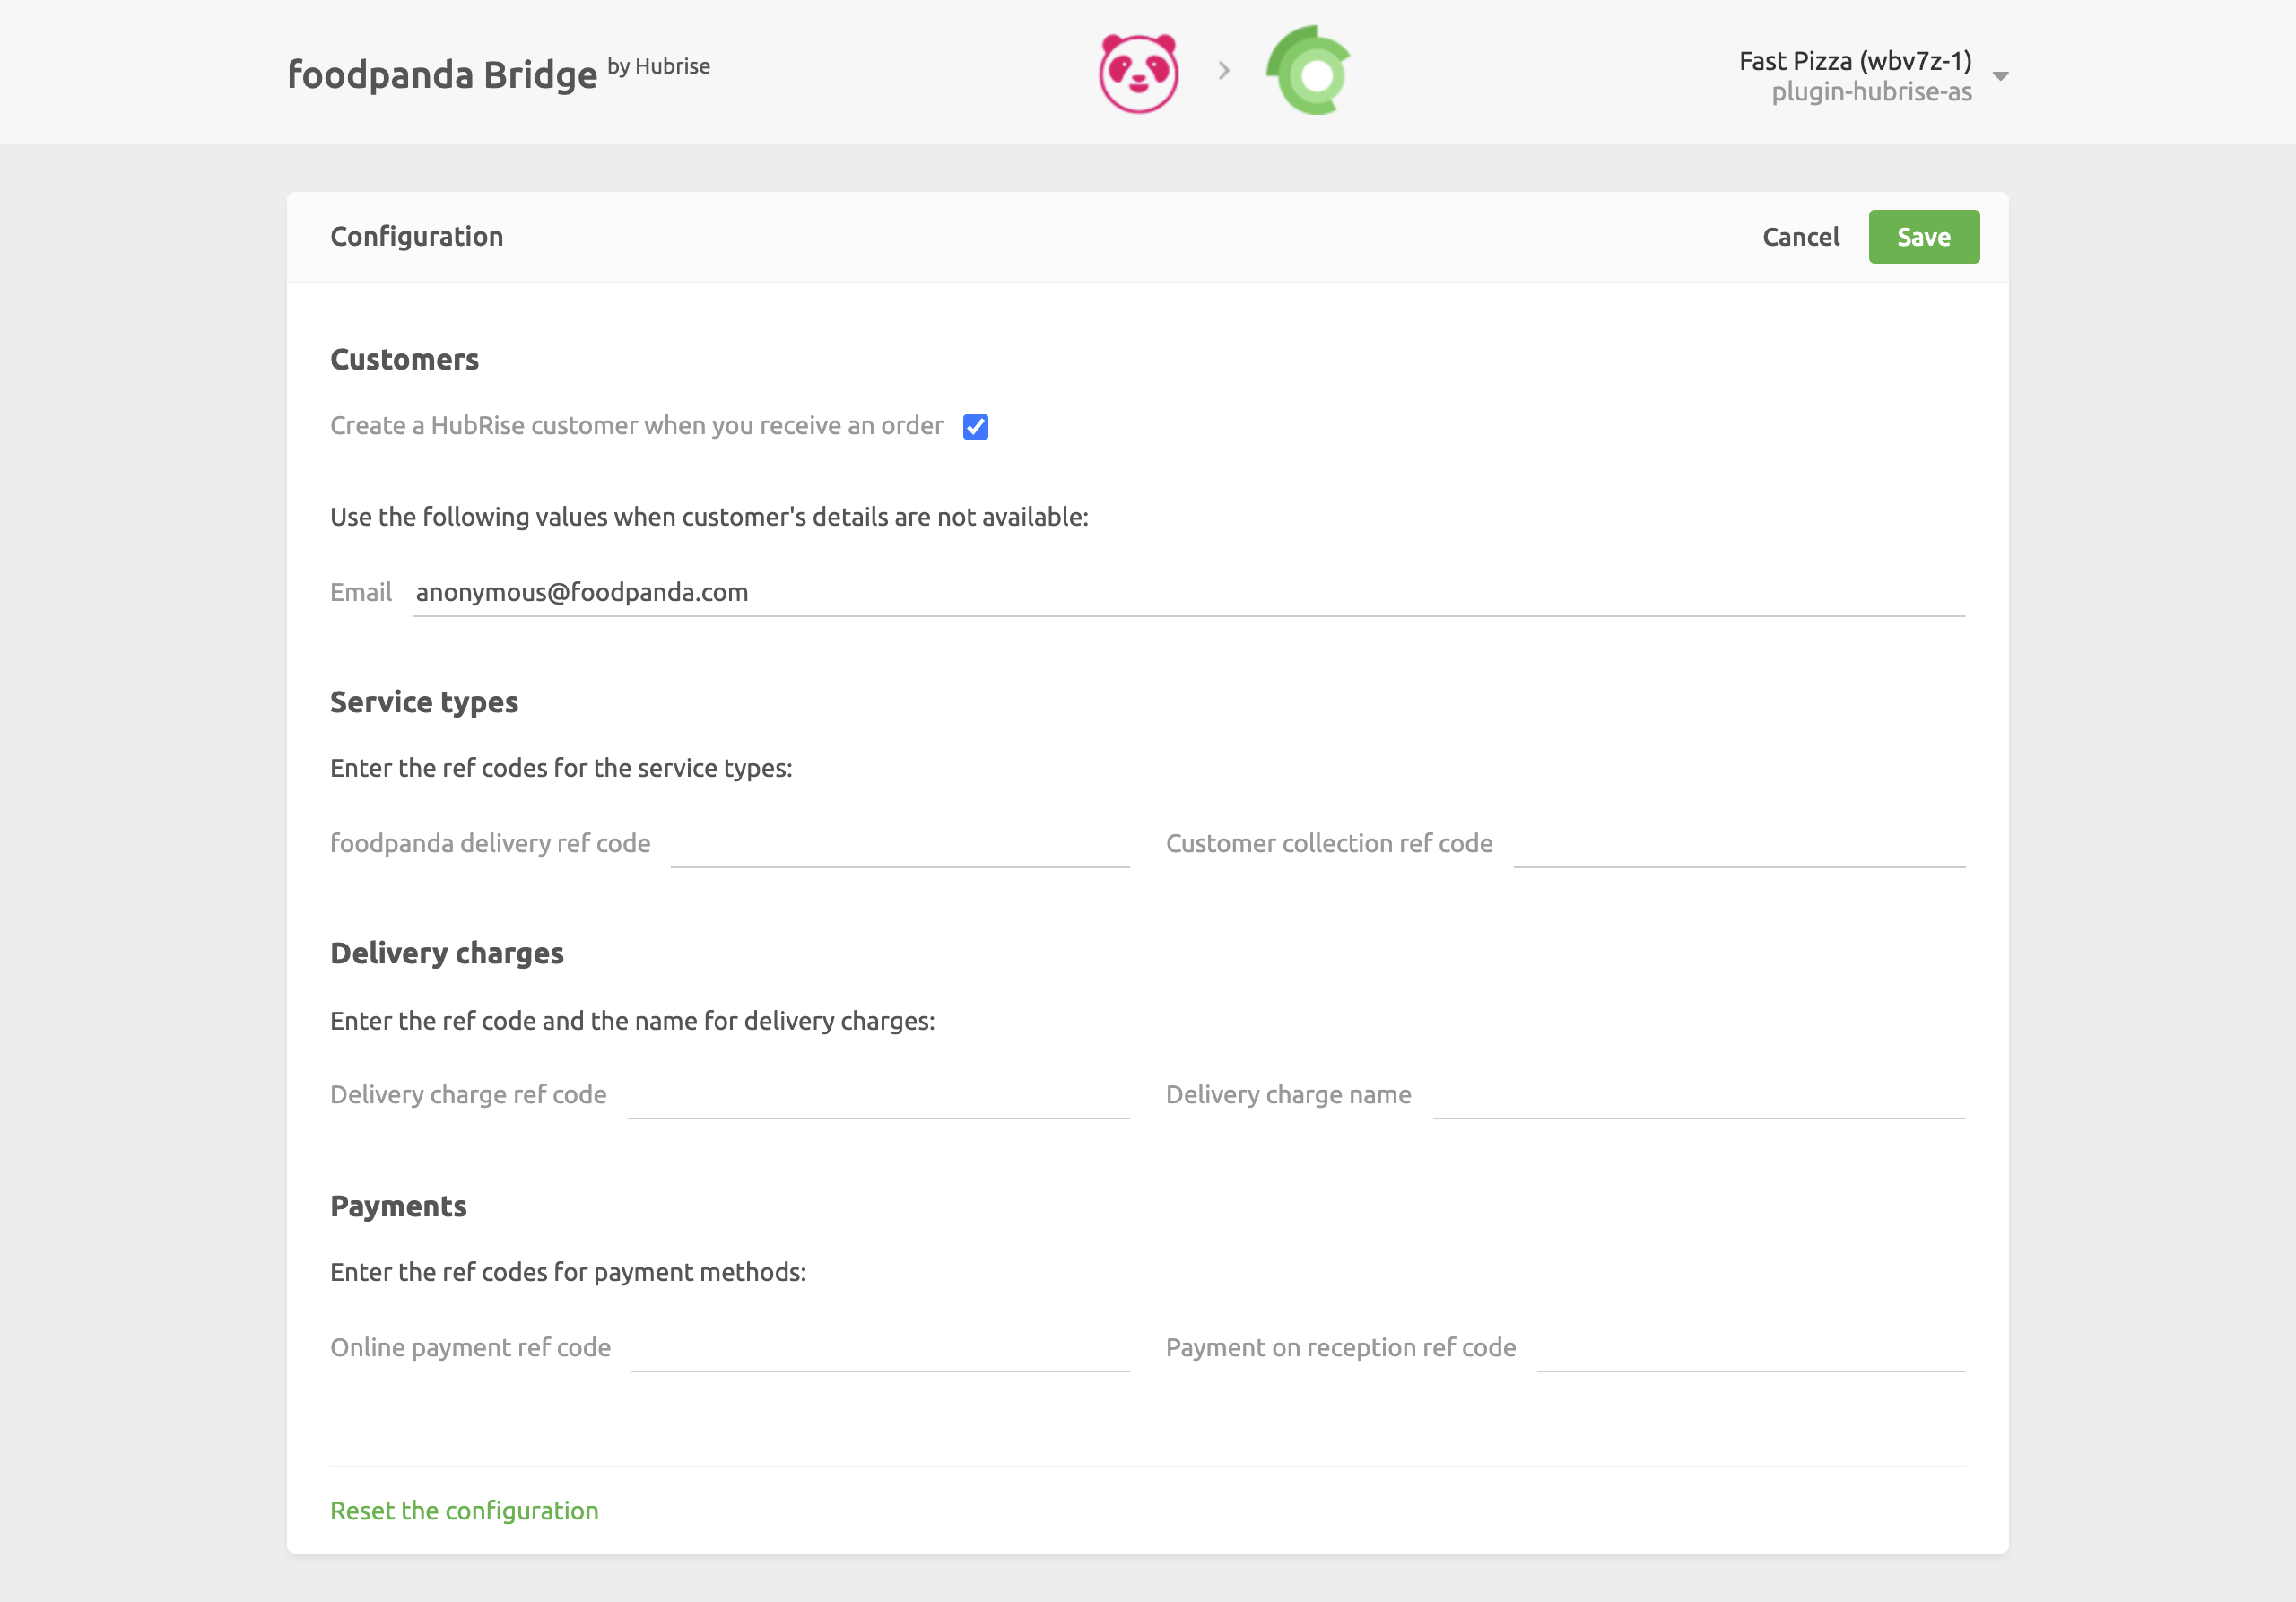 foodpanda Bridge by Hubrise
Fast Pizza (wbv7z-1)
plugin-hubrise-as
Configuration
Cancel
Save
Customers
Create a HubRise customer when you receive an order
Use the following values when customer's details are not available:
Email anonymous@foodpanda.com
Service types
Enter the ref codes for the service types:
foodpanda delivery ref code
Customer collection ref code
Delivery charges
Enter the ref code and the name for delivery charges:
Delivery charge ref code
Delivery charge name
Payments
Enter the ref codes for payment methods:
Online payment ref code
Payment on reception ref code
Reset the configuration